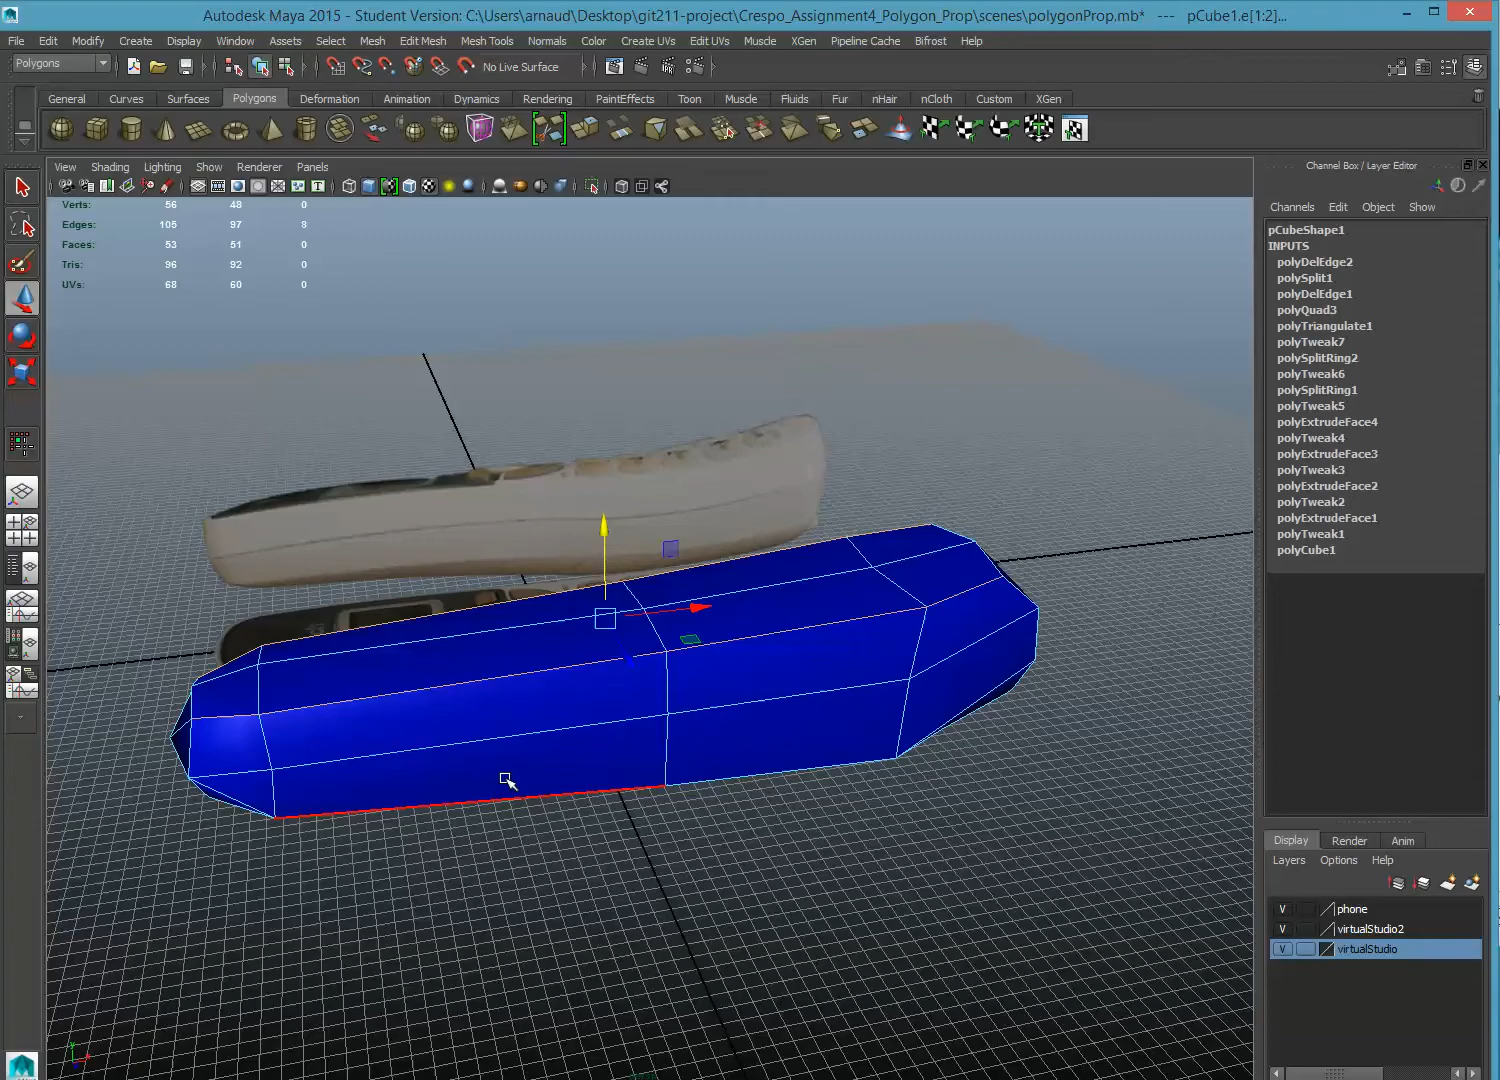 Autodesk Maya 2015 - Student Version: C:\Users\arnaud\Desktop\git211-project\Crespo_Assignment4_Polygon_Prop\scenes\polygonProp.mb* --- pCube1.e[1:2]...
File Edit Modify Create Display Window Assets Select Mesh Edit Mesh Mesh Tools Normals Color Create UVs Edit UVs Muscle XGen Pipeline Cache Bifrost Help
Polygons No Live Surface
General Curves Surfaces Polygons Deformation Animation Dynamics Rendering PaintEffects Toon Muscle Fluids Fur nHair nCloth Custom XGen
View Shading Lighting Show Renderer Panels
Channel Box / Layer Editor
Channels Edit Object Show
Verts: 56 48 0
Edges: 105 97 8
Faces: 53 51 0
Tris: 96 92 0
UVs: 68 60 0
pCubeShape1
INPUTS
polyDelEdge2
polySplit1
polyDelEdge1
polyQuad3
polyTriangulate1
polyTweak7
polySplitRing2
polyTweak6
polySplitRing1
polyTweak5
polyExtrudeFace4
polyTweak4
polyExtrudeFace3
polyTweak3
polyExtrudeFace2
polyTweak2
polyExtrudeFace1
polyTweak1
polyCube1
Display Render Anim
Layers Options Help
V phone
V virtualStudio2
V virtualStudio